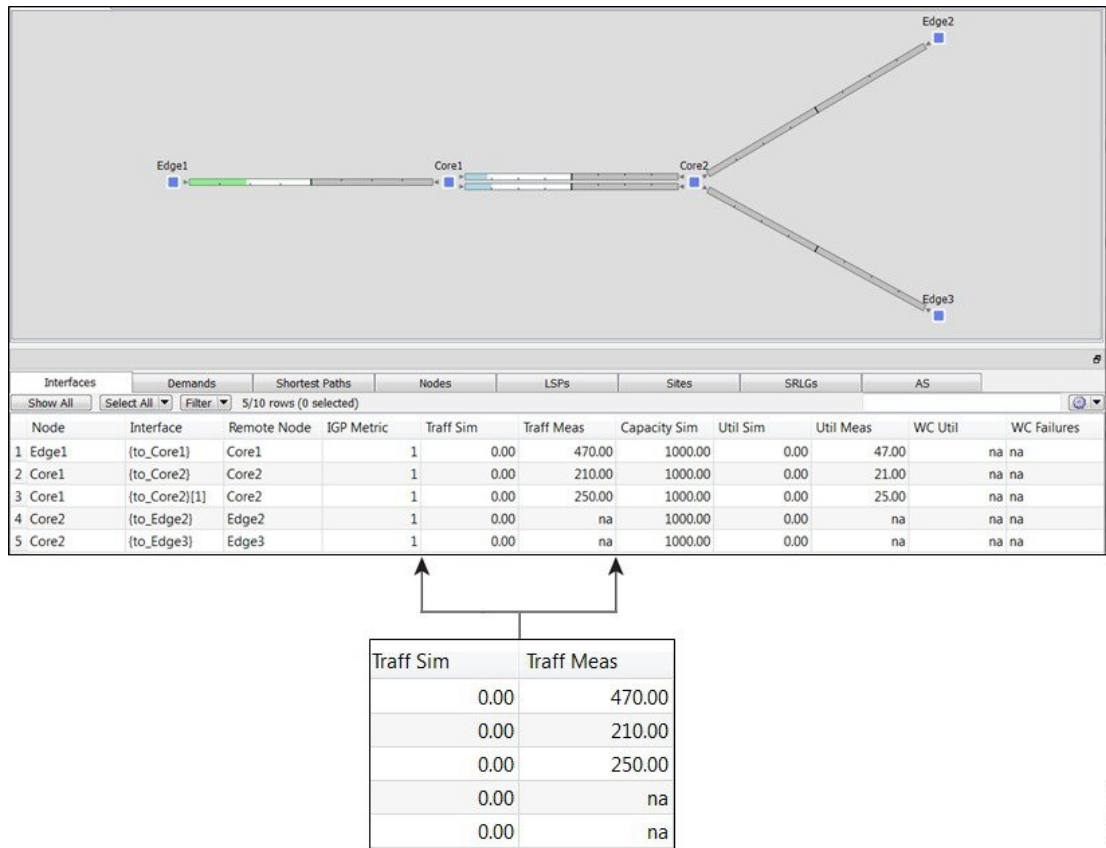 Edge2
Edge1
Core1
Core2
Edge3
Interfaces Demands Shortest Paths Nodes LSPs Sites SRLGs AS
Show All Select All Filter 5/10 rows (0 selected)
Node Interface Remote Node IGP Metric Traff Sim Traff Meas Capacity Sim Util Sim Util Meas WC Util WC Failures
1 Edge1 {to_Core1} Core1 1 0.00 470.00 1000.00 0.00 47.00 na na
2 Core1 {to_Core2} Core2 1 0.00 210.00 1000.00 0.00 21.00 na na
3 Core1 {to_Core2}[1] Core2 1 0.00 250.00 1000.00 0.00 25.00 na na
4 Core2 {to_Edge2} Edge2 1 0.00 na 1000.00 0.00 na na na
5 Core2 {to_Edge3} Edge3 1 0.00 na 1000.00 0.00 na na na
Traff Sim Traff Meas
0.00 470.00
0.00 210.00
0.00 250.00
0.00 na
0.00 na